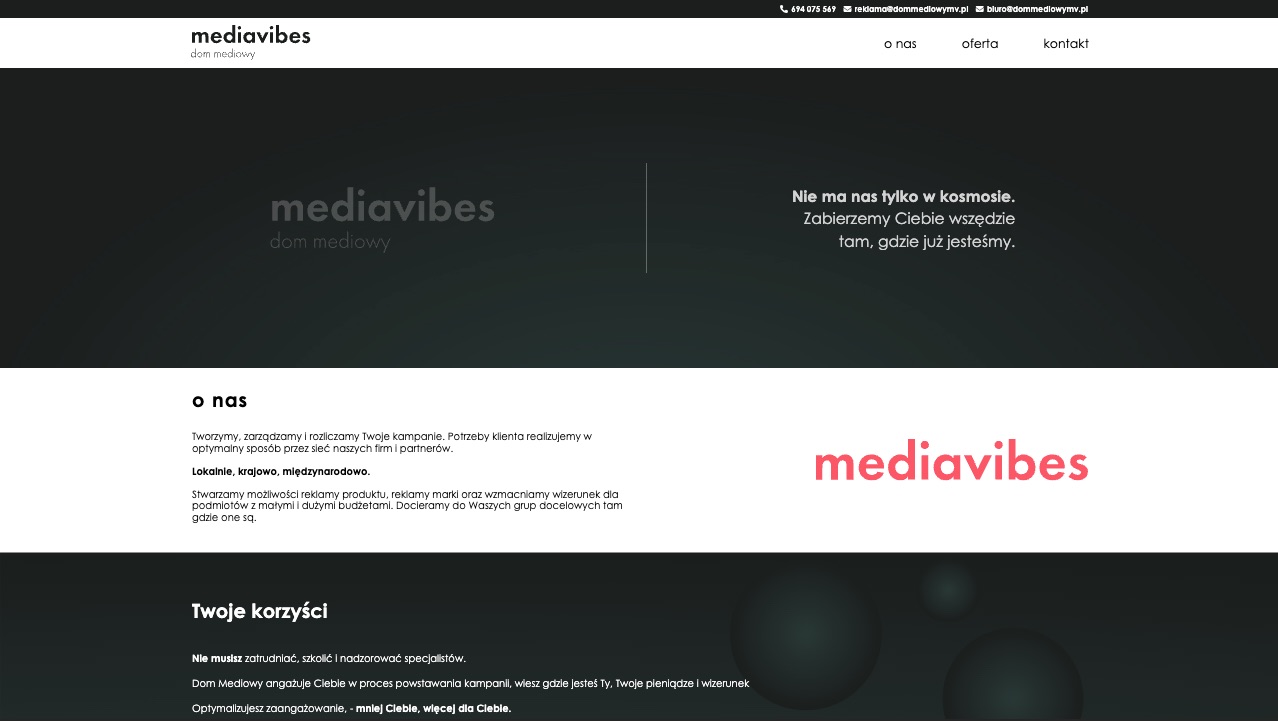 694 075 569 reklama@dommediowymv.pl biuro@dommediowymv.pl
mediavibes
dom mediowy
o nas oferta kontakt
mediavibes
dom mediowy
Nie ma nas tylko w kosmosie.
Zabierzemy Ciebie wszędzie
tam, gdzie już jesteśmy.
o nas
Tworzymy, zarządzamy i rozliczamy Twoje kampanie. Potrzeby klienta realizujemy w
optymalny sposób przez sieć naszych firm i partnerów.
Lokalnie, krajowo, międzynarodowo.
Stwarzamy możliwości reklamy produktu, reklamy marki oraz wzmacniamy wizerunek dla
podmiotów z małymi i dużymi budżetami. Docieramy do Waszych grup docelowych tam
gdzie one są.
mediavibes
Twoje korzyści
Nie musisz zatrudniać, szkolić i nadzorować specjalistów.
Dom Mediowy angażuje Ciebie w proces powstawania kampanii, wiesz gdzie jesteś Ty, Twoje pieniądze i wizerunek
Optymalizujesz zaangażowanie, - mniej Ciebie, więcej dla Ciebie.